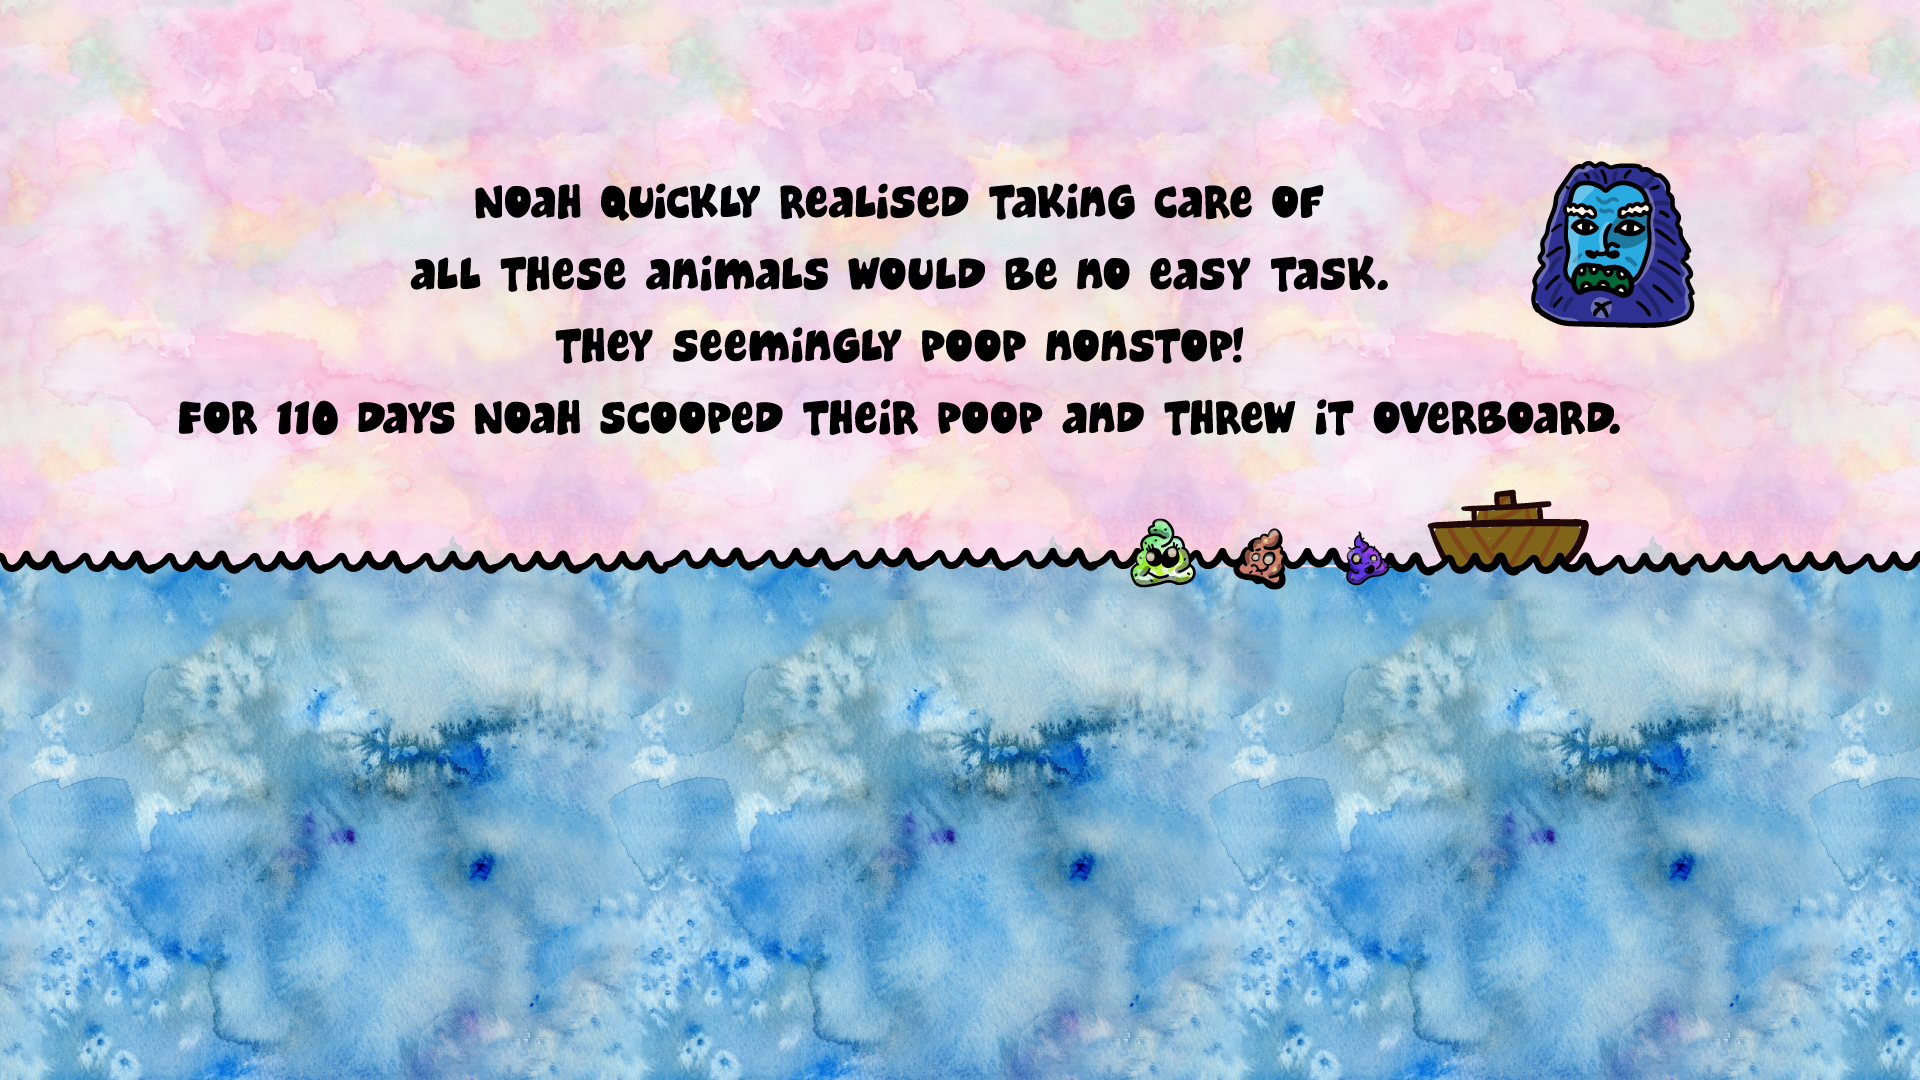 Noah quickly realised taking care of
all these animals would be no easy task.
They seemingly poop nonstop!
For 110 days Noah scooped their poop and threw it overboard.